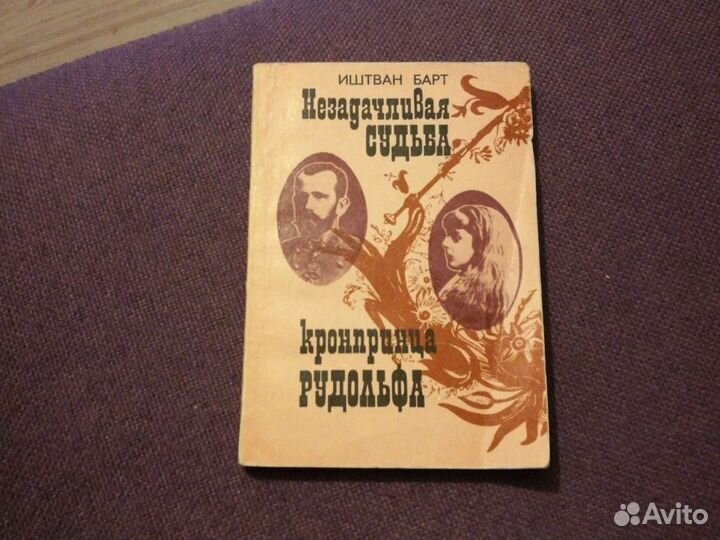 ИШТВАН БАРТ
Незадачливая
СУДЬБА
кронпринца
РУДОЛЬФА
Avito